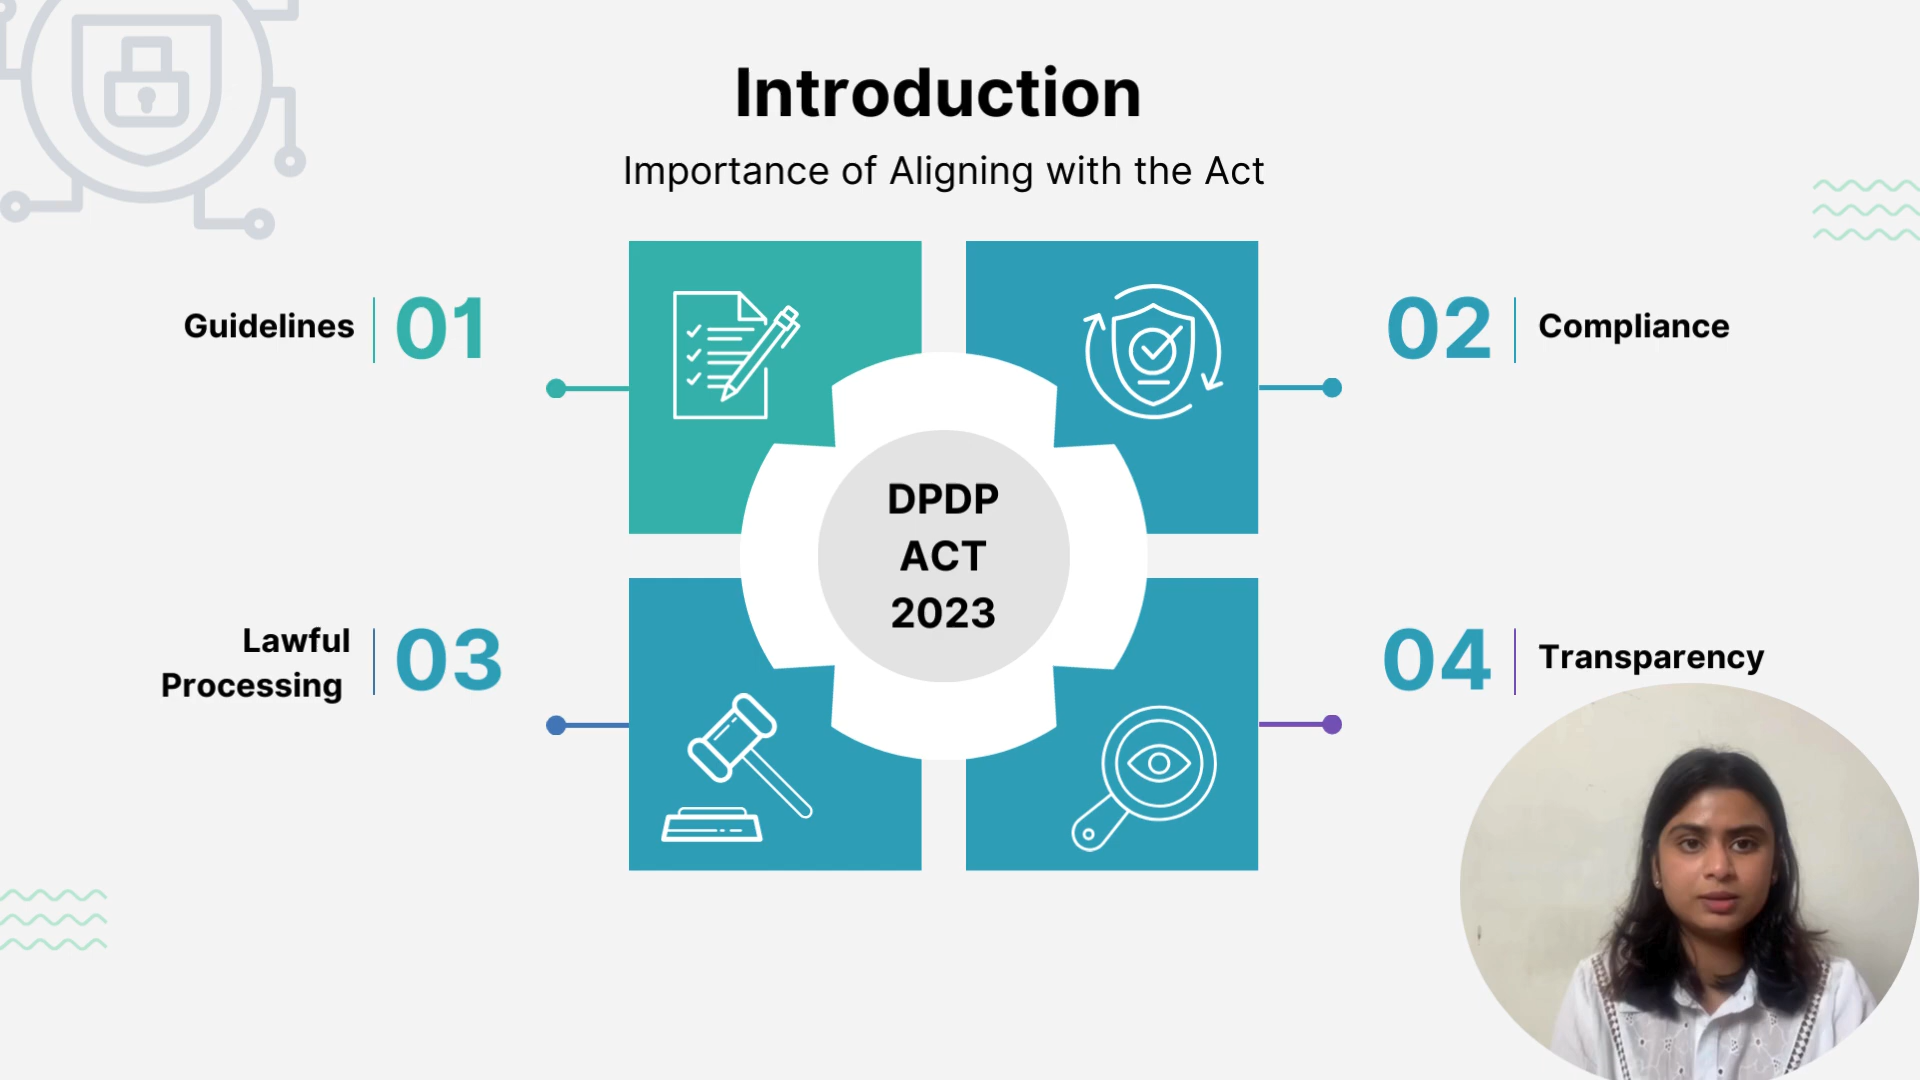 Introduction
Importance of Aligning with the Act
Guidelines
01
02
Compliance
DPDP
ACT
2023
Lawful
Processing
03
04
Transparency